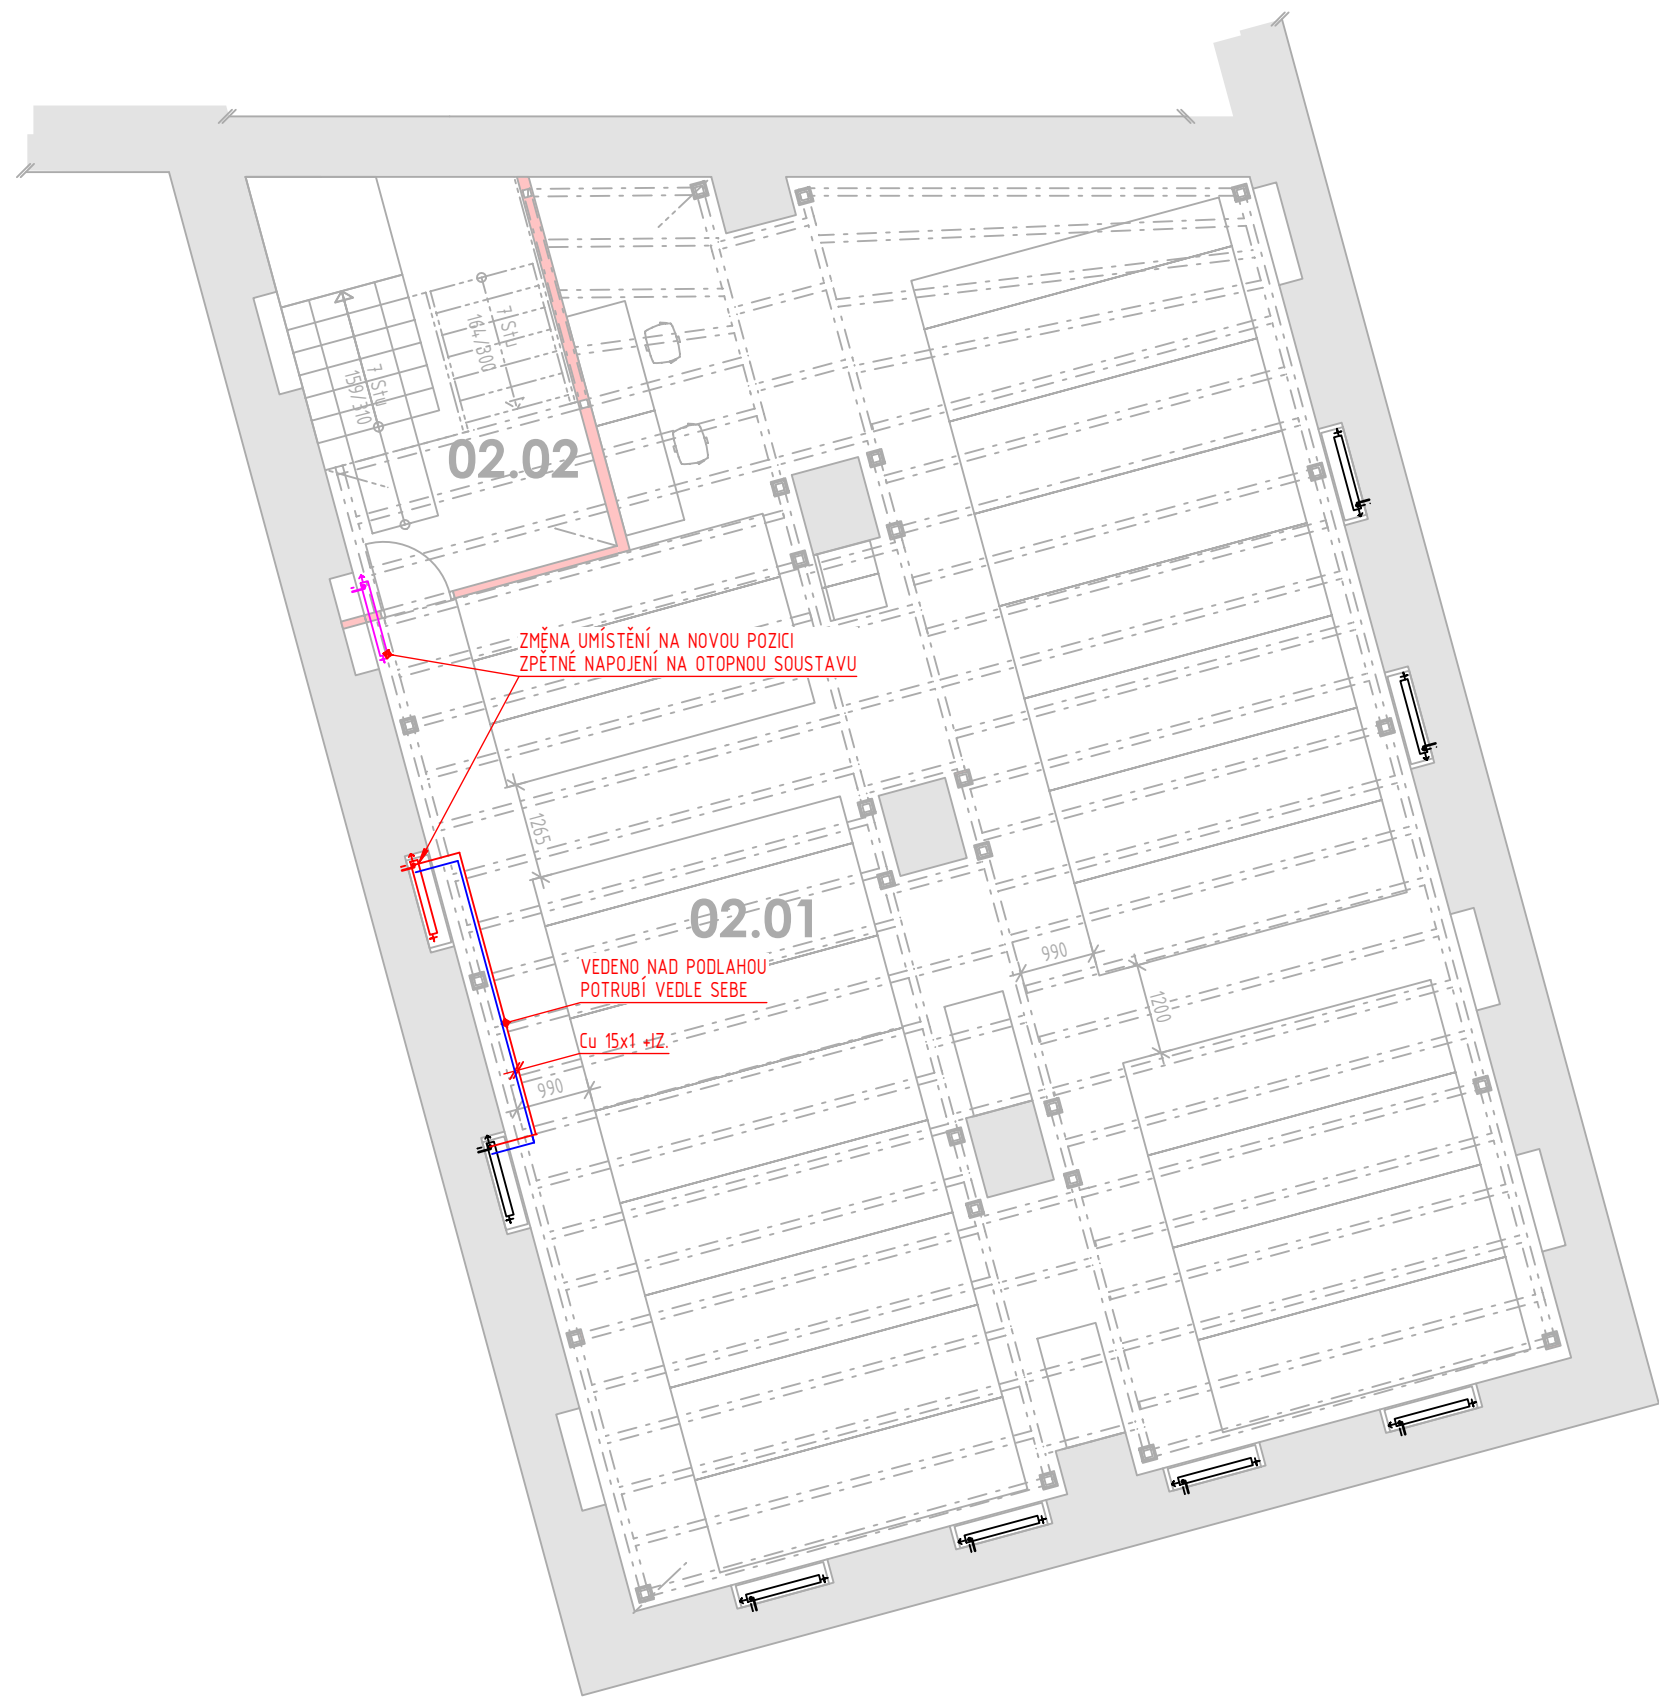 7 Stu
164/300
7 Stu
159/310
02.02
ZMĚNA UMÍSTĚNÍ NA NOVOU POZICI
ZPĚTNÉ NAPOJENÍ NA OTOPNOU SOUSTAVU
1265
02.01
990
VEDENO NAD PODLAHOU
POTRUBÍ VEDLE SEBE
1200
Cu 15x1 +IZ.
990